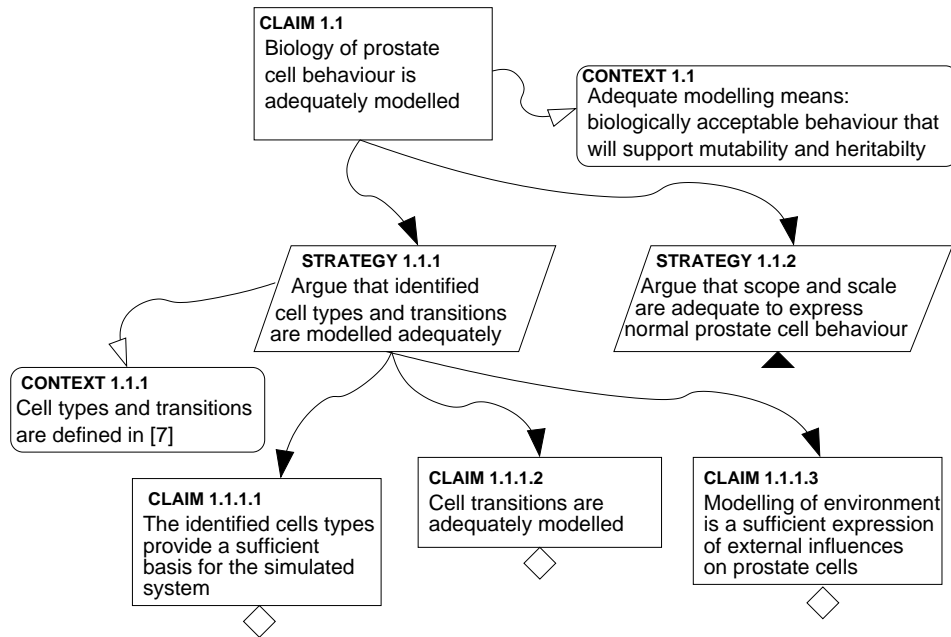 CLAIM 1.1
Biology of prostate
cell behaviour is
adequately modelled
CONTEXT 1.1
Adequate modelling means:
biologically acceptable behaviour that
will support mutability and heritabilty
STRATEGY 1.1.1
Argue that identified
cell types and transitions
are modelled adequately
STRATEGY 1.1.2
Argue that scope and scale
are adequate to express
normal prostate cell behaviour
CONTEXT 1.1.1
Cell types and transitions
are defined in [7]
CLAIM 1.1.1.1
The identified cells types
provide a sufficient
basis for the simulated
system
CLAIM 1.1.1.2
Cell transitions are
adequately modelled
CLAIM 1.1.1.3
Modelling of environment
is a sufficient expression
of external influences
on prostate cells